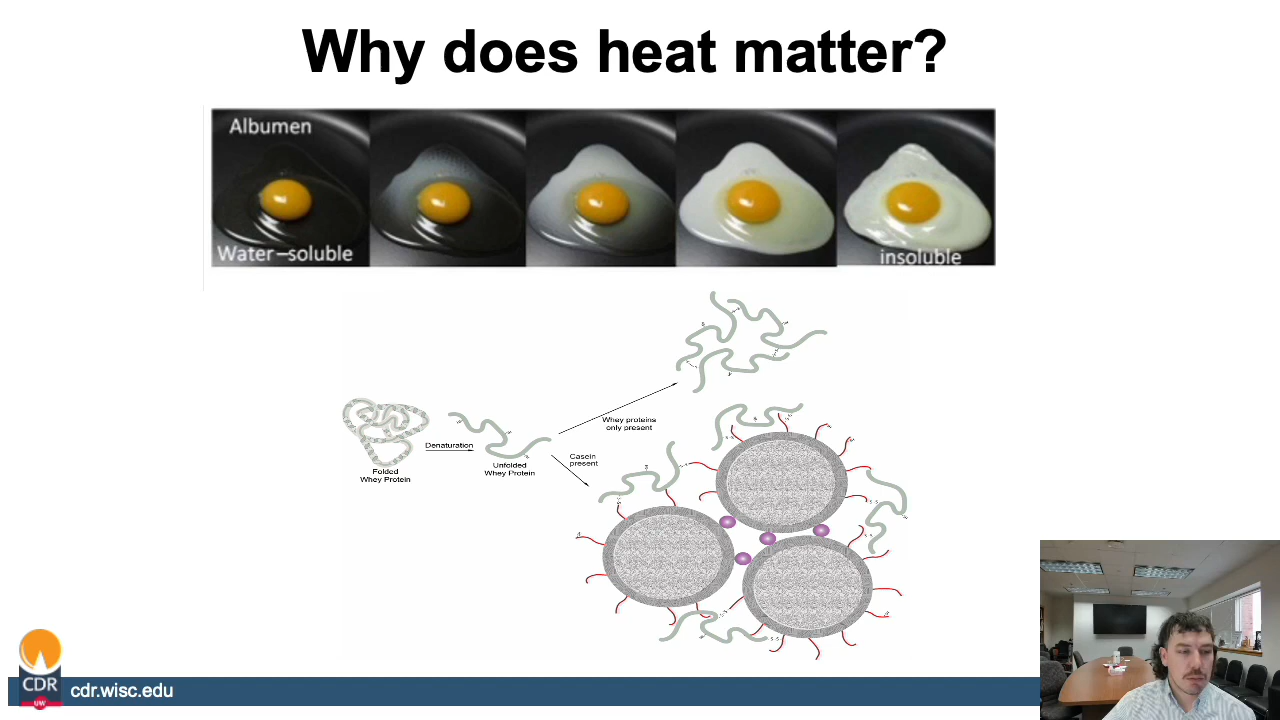 Why does heat matter?
Albumen
Water–soluble
insoluble
Whey proteins
only present
Denaturation
Casein
present
Unfolded
Whey Protein
Folded
Whey Protein
CDR
UW
cdr.wisc.edu